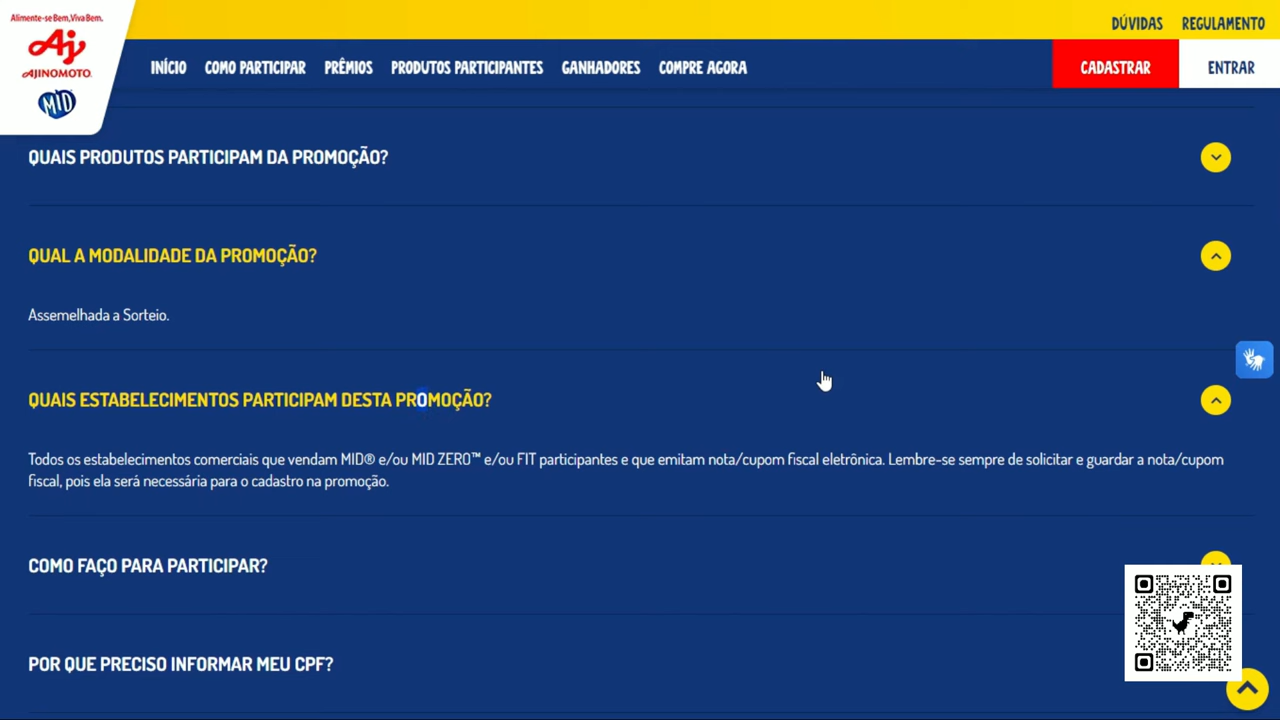 Alimente-se Bem, Viva Bem.
AJINOMOTO
MID
DÚVIDAS
REGULAMENTO
INÍCIO
COMO PARTICIPAR
PRÊMIOS
PRODUTOS PARTICIPANTES
GANHADORES
COMPRE AGORA
CADASTRAR
ENTRAR
QUAIS PRODUTOS PARTICIPAM DA PROMOÇÃO?
QUAL A MODALIDADE DA PROMOÇÃO?
Assemelhada a Sorteio.
QUAIS ESTABELECIMENTOS PARTICIPAM DESTA PROMOÇÃO?
Todos os estabelecimentos comerciais que vendam MID® e/ou MID ZERO™ e/ou FIT participantes e que emitam nota/cupom fiscal eletrônica. Lembre-se sempre de solicitar e guardar a nota/cupom
fiscal, pois ela será necessária para o cadastro na promoção.
COMO FAÇO PARA PARTICIPAR?
POR QUE PRECISO INFORMAR MEU CPF?